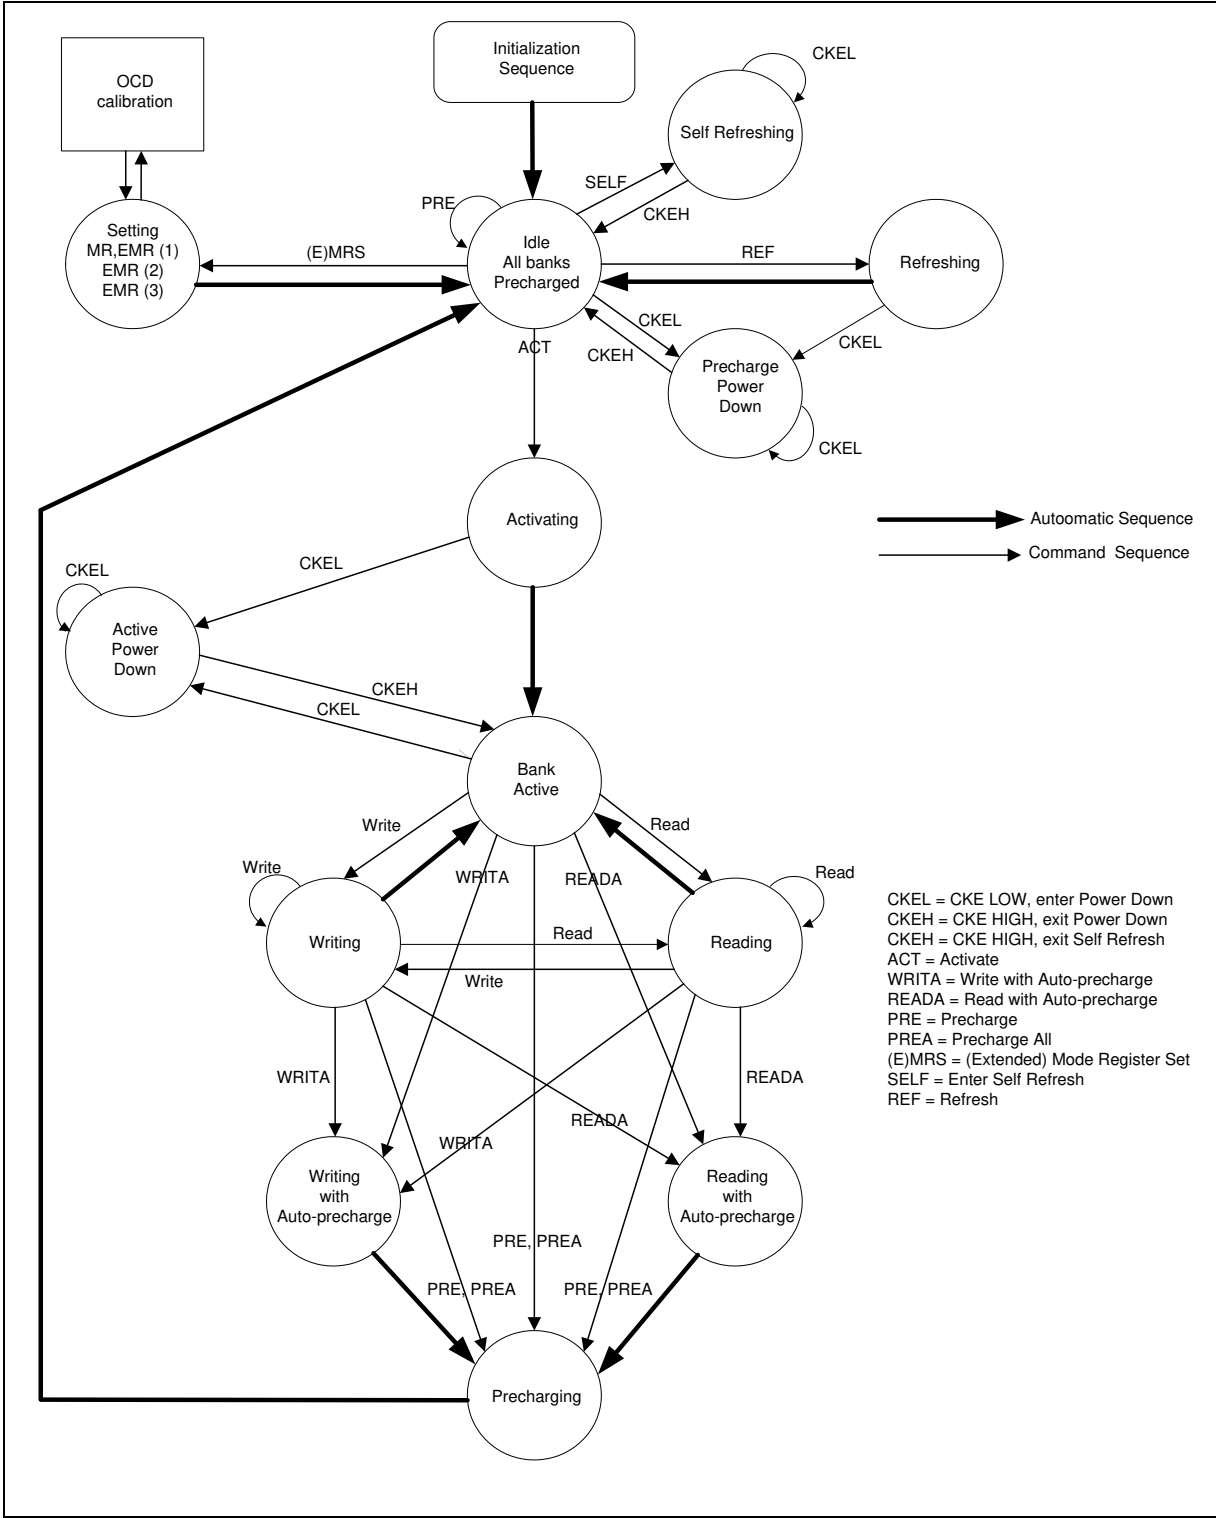 Initialization
Sequence
OCD
calibration
CKEL
Self Refreshing
SELF
CKEH
PRE
Setting
MR,EMR (1)
EMR (2)
EMR (3)
(E)MRS
Idle
All banks
Precharged
REF
Refreshing
CKEL
CKEH
CKEL
ACT
Precharge
Power
Down
CKEL
Activating
Autoomatic Sequence
Command Sequence
CKEL
CKEL
Active
Power
Down
CKEH
CKEL
Bank
Active
Write
Read
Write
WRITA
READA
Read
Writing
Read
Reading
Write
CKEL = CKE LOW, enter Power Down
CKEH = CKE HIGH, exit Power Down
CKEH = CKE HIGH, exit Self Refresh
ACT = Activate
WRITA = Write with Auto-precharge
READA = Read with Auto-precharge
PRE = Precharge
PREA = Precharge All
(E)MRS = (Extended) Mode Register Set
SELF = Enter Self Refresh
REF = Refresh
WRITA
READA
READA
WRITA
Writing
with
Auto-precharge
Reading
with
Auto-precharge
PRE, PREA
PRE, PREA
PRE, PREA
Precharging